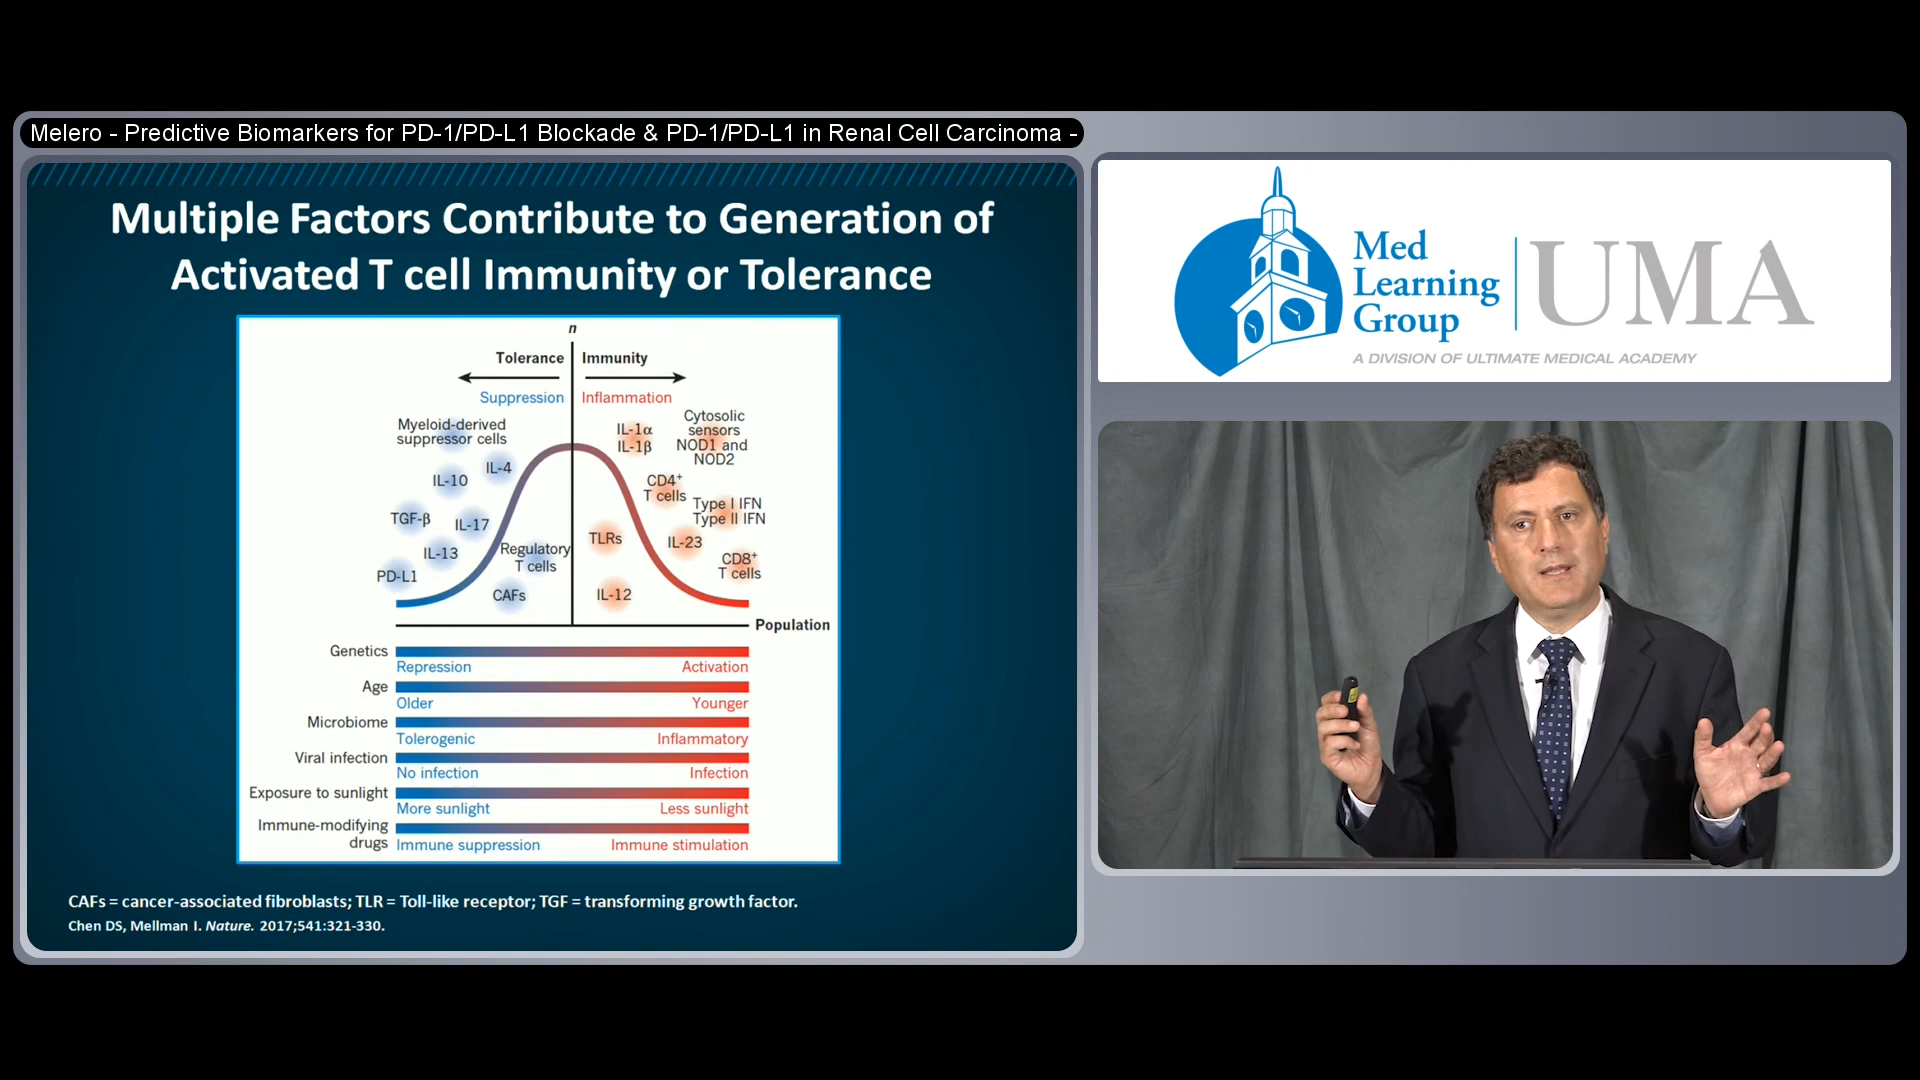 Melero - Predictive Biomarkers for PD-1/PD-L1 Blockade & PD-1/PD-L1 in Renal Cell Carcinoma -
Multiple Factors Contribute to Generation of
Activated T cell Immunity or Tolerance
n
Tolerance
Immunity
Suppression
Inflammation
Myeloid-derived
suppressor cells
IL-4
IL-10
TGF-β
IL-17
IL-13
PD-L1
Regulatory
T cells
CAFs
IL-1α
IL-1β
Cytosolic
sensors
NOD1 and
NOD2
CD4⁺
T cells
Type I IFN
Type II IFN
TLRs
IL-23
CD8⁺
T cells
IL-12
Population
Genetics
Repression
Activation
Age
Older
Younger
Microbiome
Tolerogenic
Inflammatory
Viral infection
No infection
Infection
Exposure to sunlight
More sunlight
Less sunlight
Immune-modifying
drugs
Immune suppression
Immune stimulation
CAFs = cancer-associated fibroblasts; TLR = Toll-like receptor; TGF = transforming growth factor.
Chen DS, Mellman I. Nature. 2017;541:321-330.
Med
Learning
Group
UMA
A DIVISION OF ULTIMATE MEDICAL ACADEMY